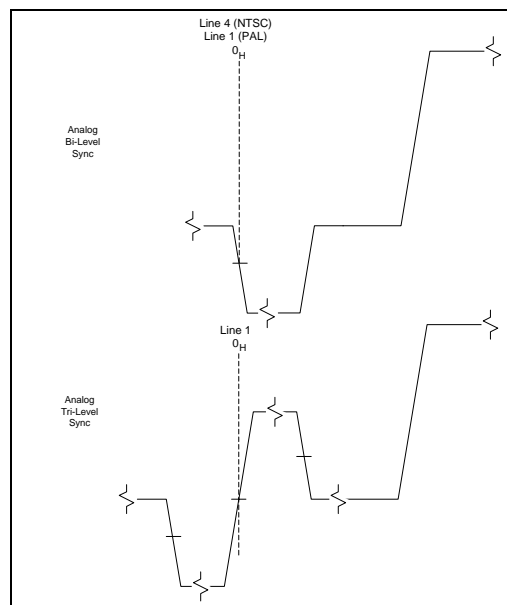 Line 4 (NTSC)
Line 1 (PAL)
0H
Analog
Bi-Level
Sync
Line 1
0H
Analog
Tri-Level
Sync